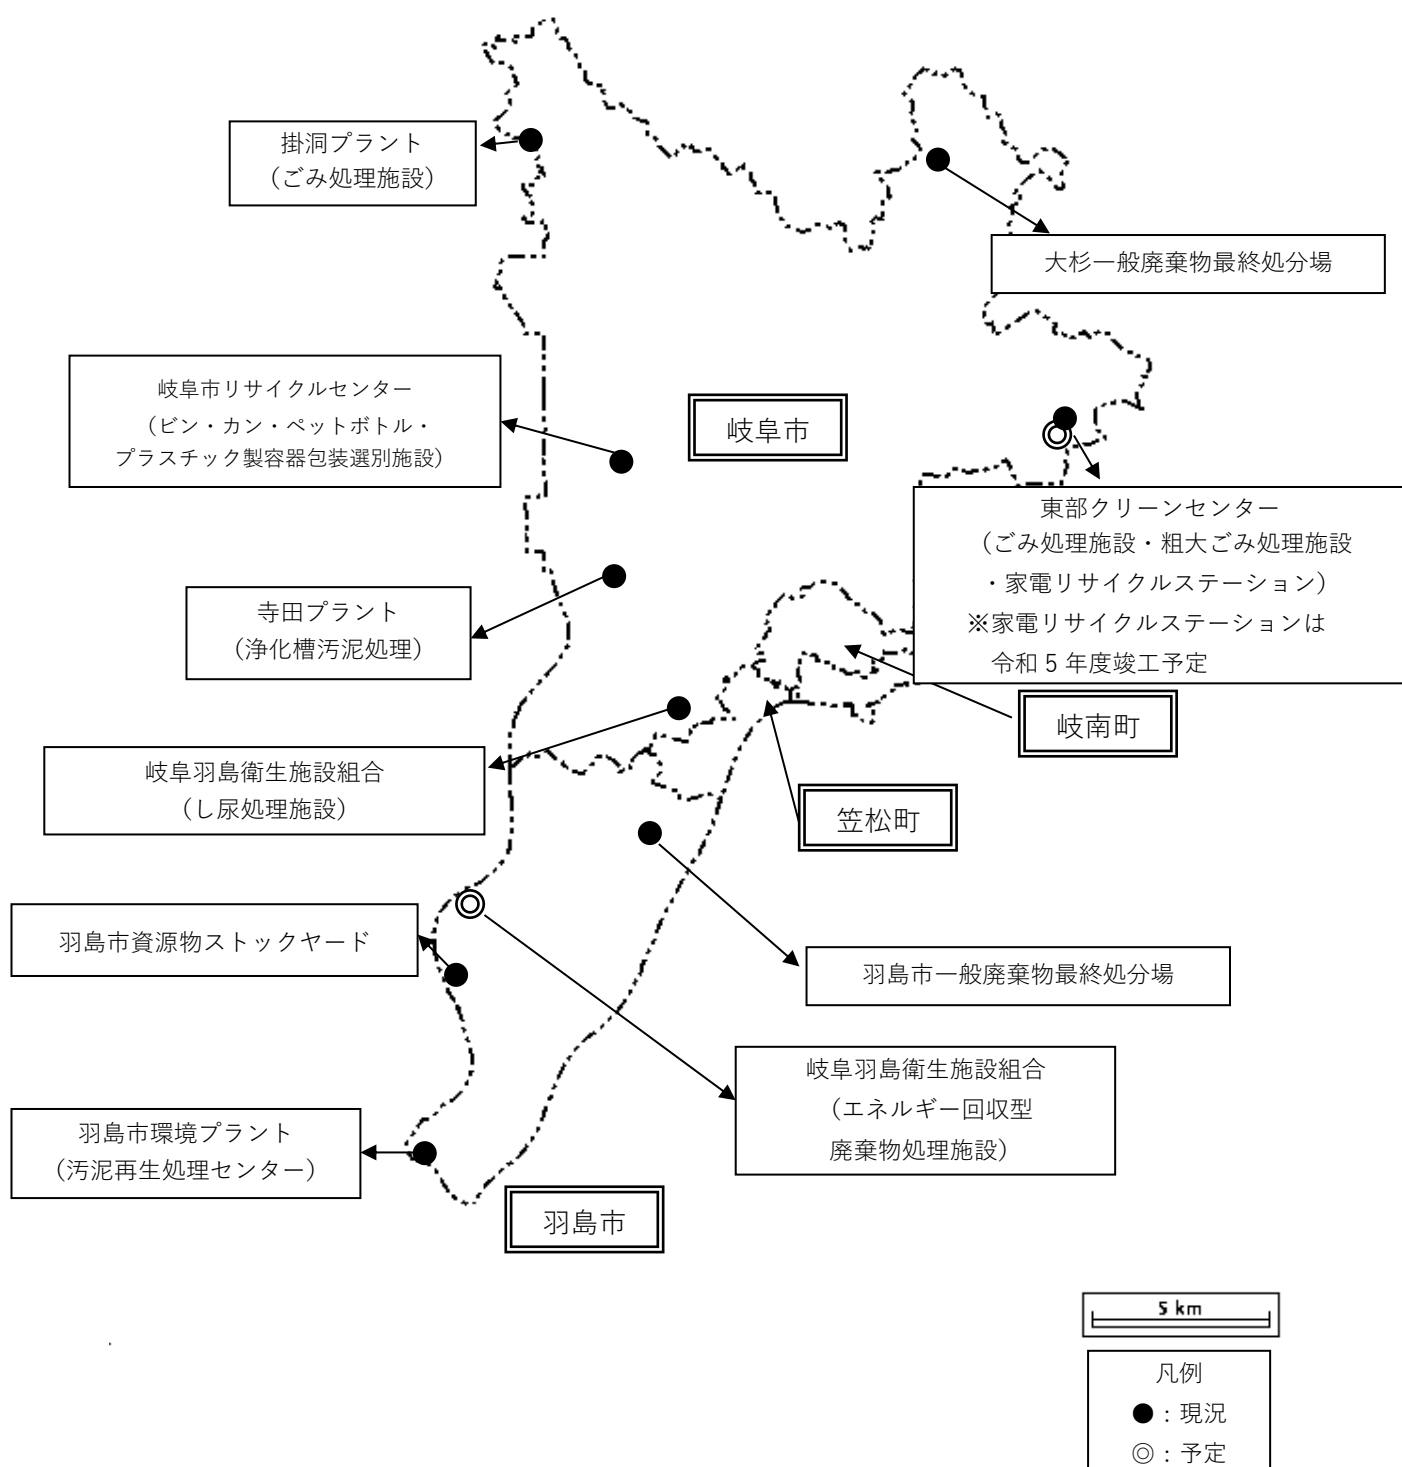 掛洞プラント
（ごみ処理施設）
大杉一般廃棄物最終処分場
岐阜市リサイクルセンター
（ビン・カン・ペットボトル・
プラスチック製容器包装選別施設）
岐阜市
東部クリーンセンター
（ごみ処理施設・粗大ごみ処理施設
・家電リサイクルステーション）
※家電リサイクルステーションは
令和５年度竣工予定
寺田プラント
（浄化槽汚泥処理）
岐南町
岐阜羽島衛生施設組合
（し尿処理施設）
笠松町
羽島市資源物ストックヤード
羽島市一般廃棄物最終処分場
岐阜羽島衛生施設組合
（エネルギー回収型
廃棄物処理施設）
羽島市環境プラント
（汚泥再生処理センター）
羽島市
5 km
凡例
●：現況
◎：予定